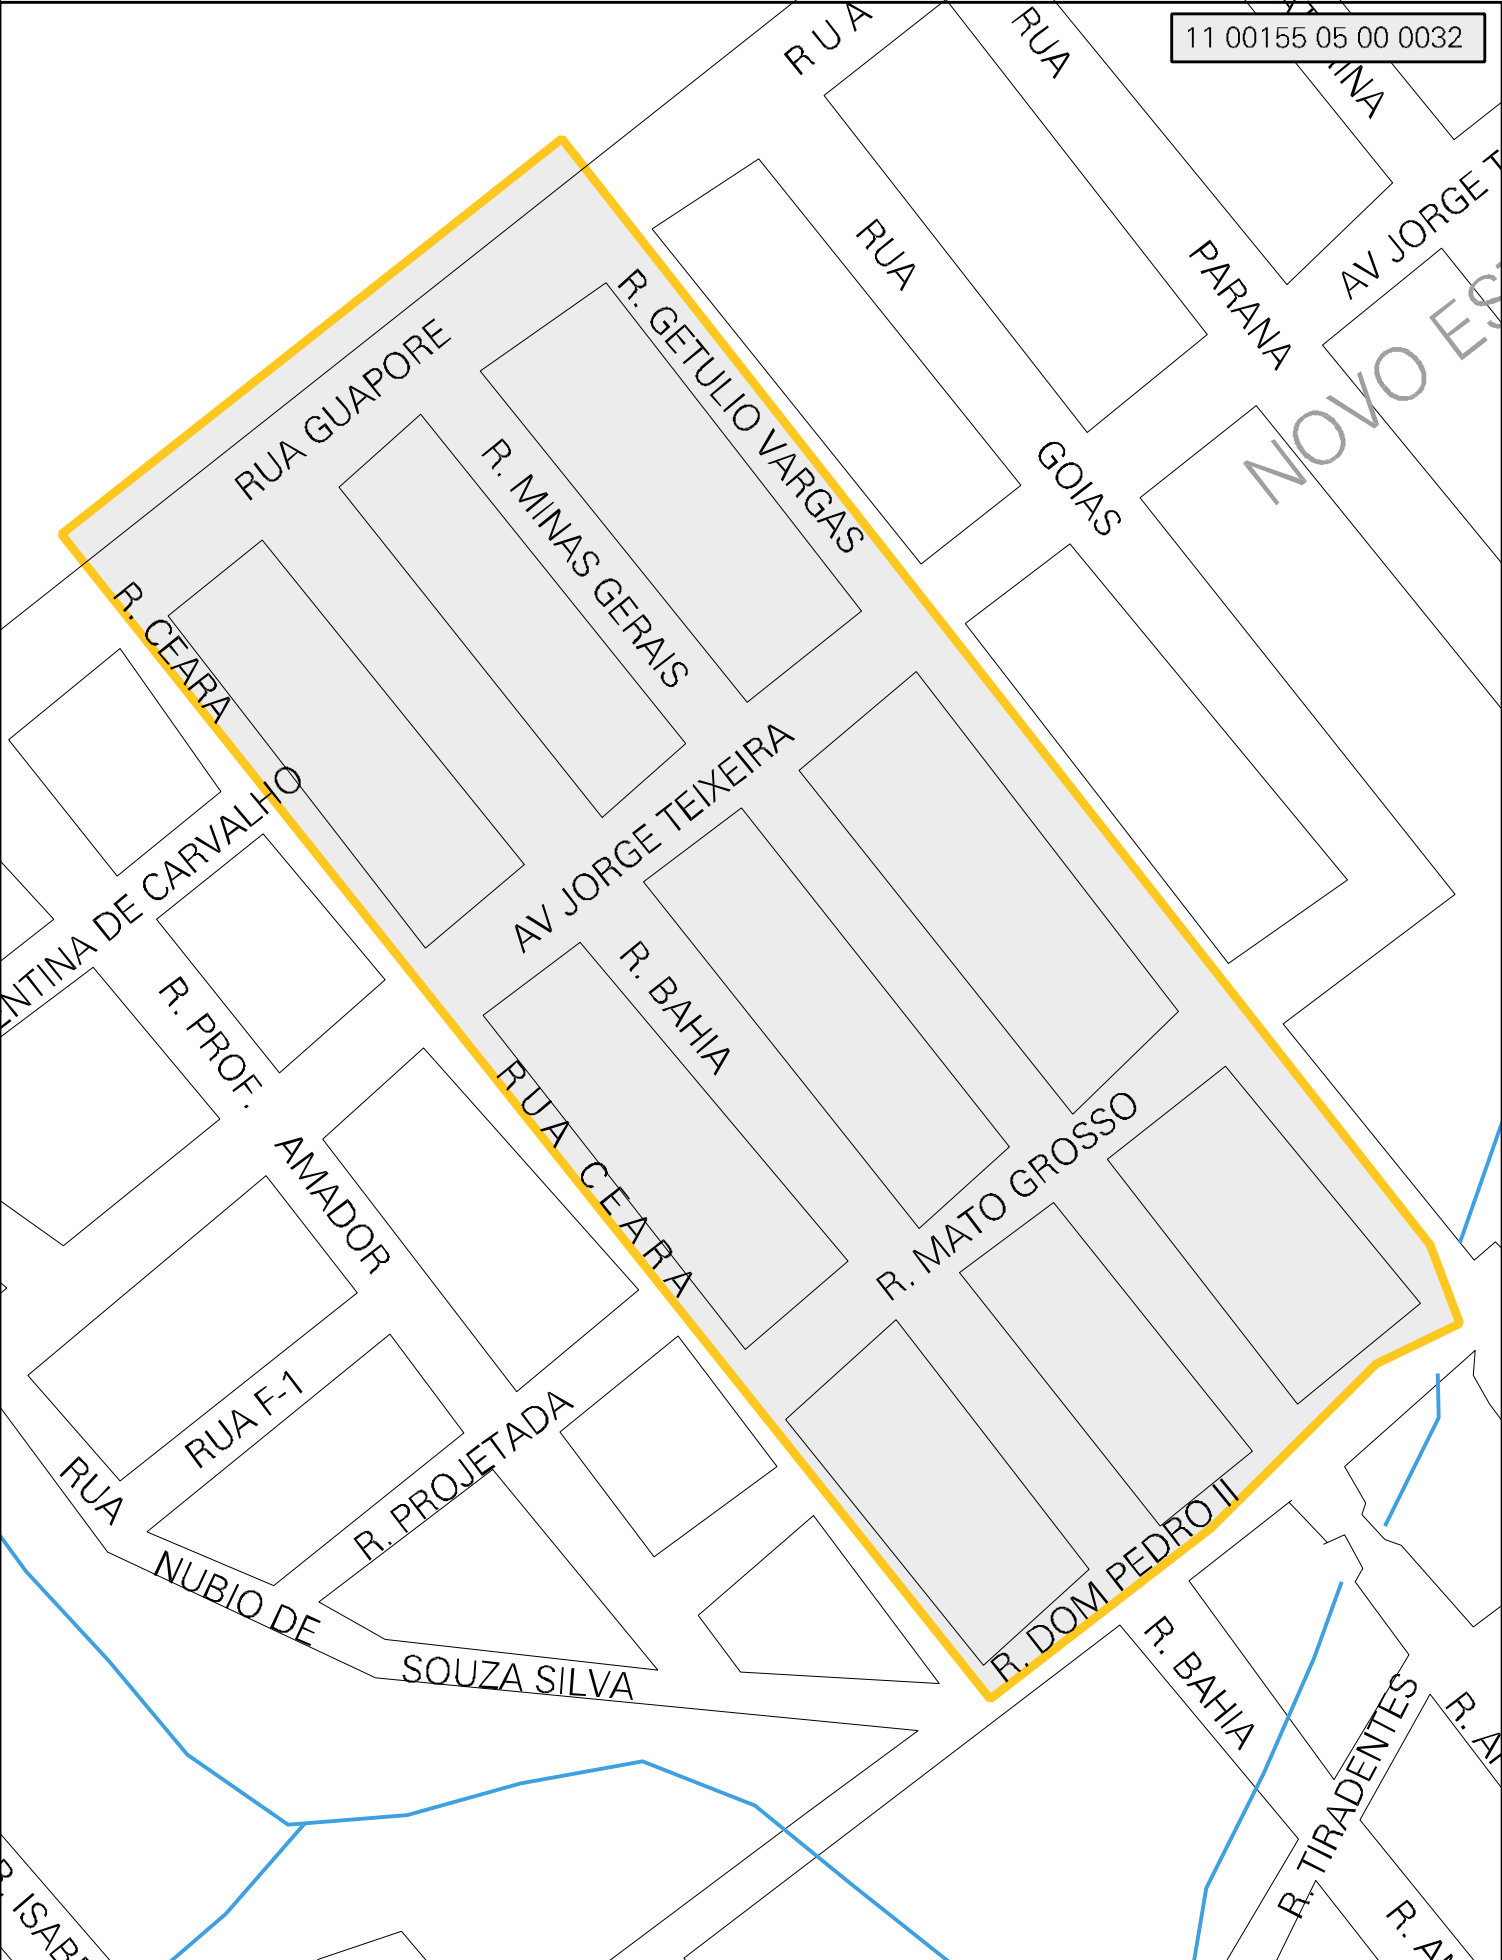 RUA
RUA
11 00155 05 00 0032
RUA
PARANA
AV JORGE T
R. GETULIO VARGAS
RUA GUAPORE
NOVO ES
GOIAS
R. MINAS GERAIS
R. CEARA
AV JORGE TEIXEIRA
ENTINA DE CARVALHO
R. BAHIA
R. PROF.
AMADOR
RUA CEARA
R. MATO GROSSO
RUA F-1
R. PROJETADA
RUA
NUBIO DE
SOUZA SILVA
R. DOM PEDRO II
R. BAHIA
R. TIRADENTES